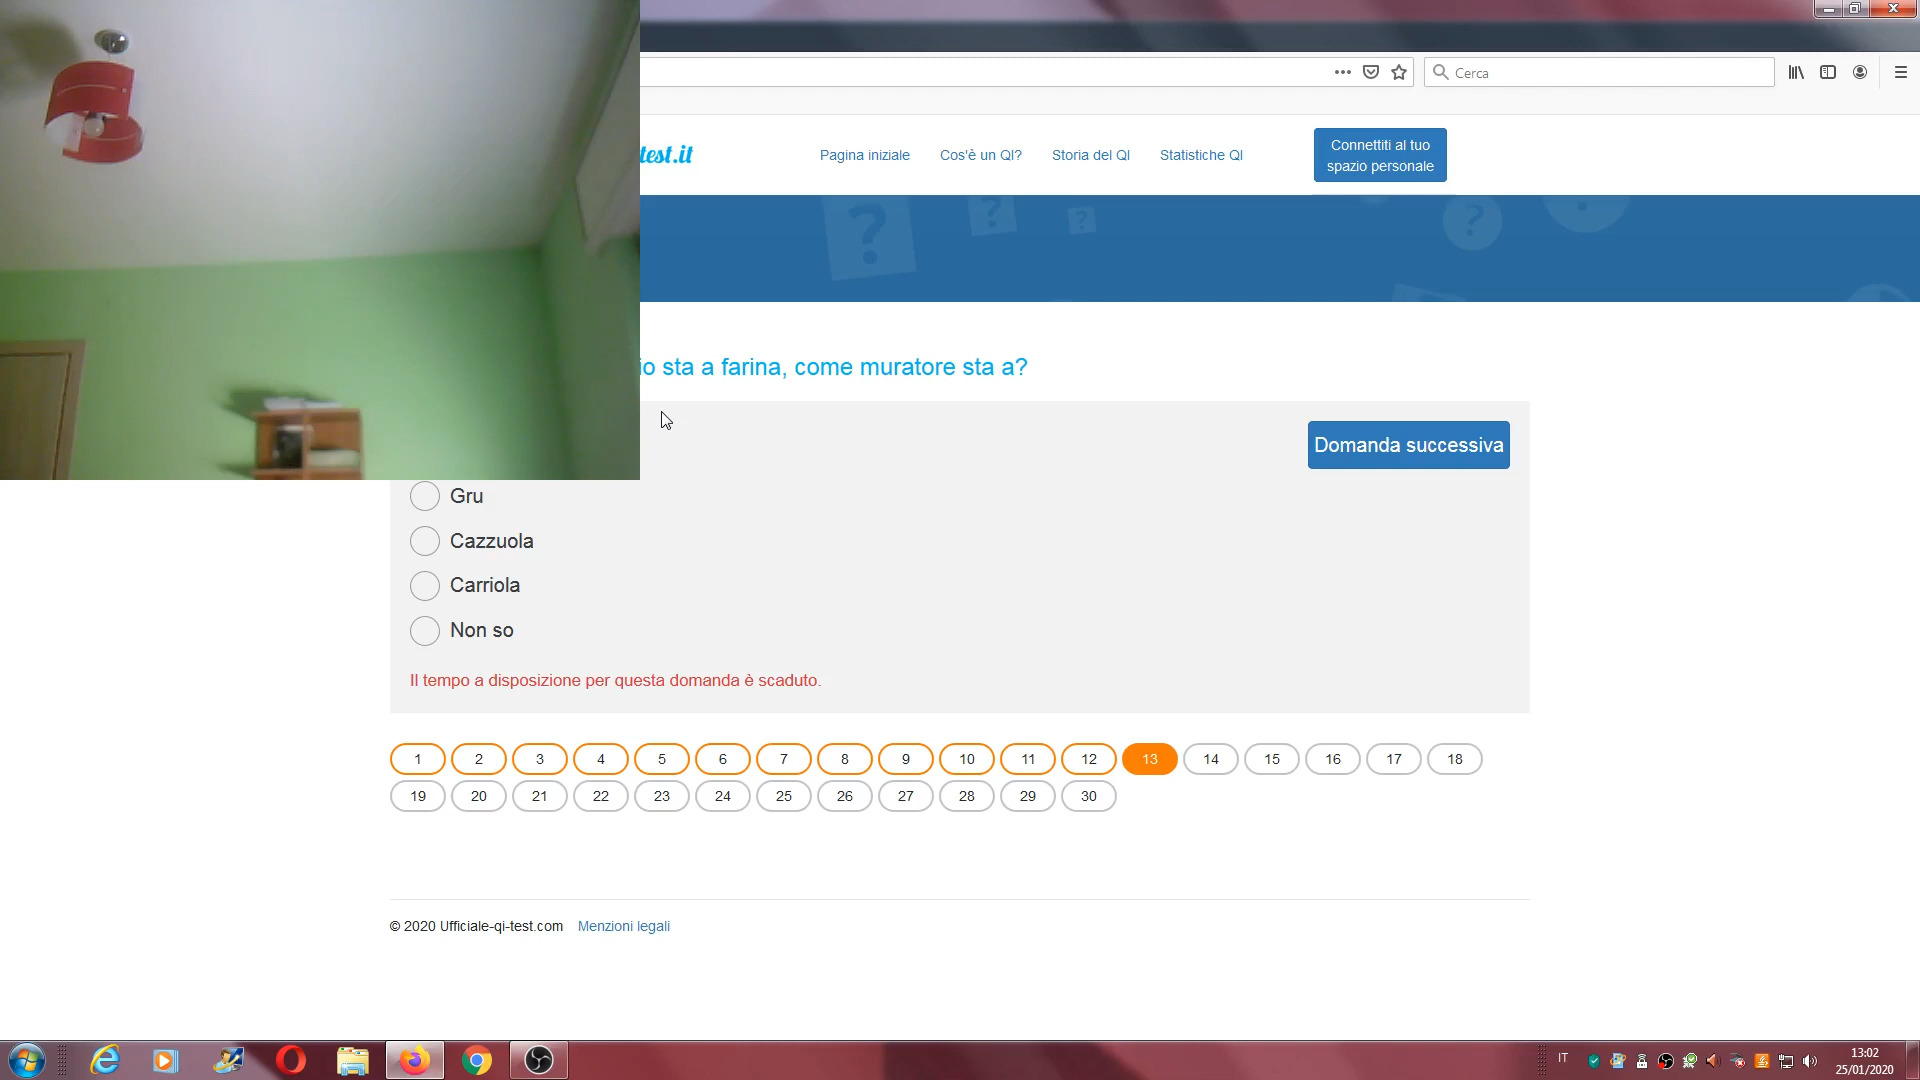 Cerca
test.it
Pagina iniziale
Cos'è un QI?
Storia del QI
Statistiche QI
Connettiti al tuo
spazio personale
io sta a farina, come muratore sta a?
Domanda successiva
Gru
Cazzuola
Carriola
Non so
Il tempo a disposizione per questa domanda è scaduto.
1 2 3 4 5 6 7 8 9 10 11 12 13 14 15 16 17 18
19 20 21 22 23 24 25 26 27 28 29 30
© 2020 Ufficiale-qi-test.com Menzioni legali
IT
13:02
25/01/2020